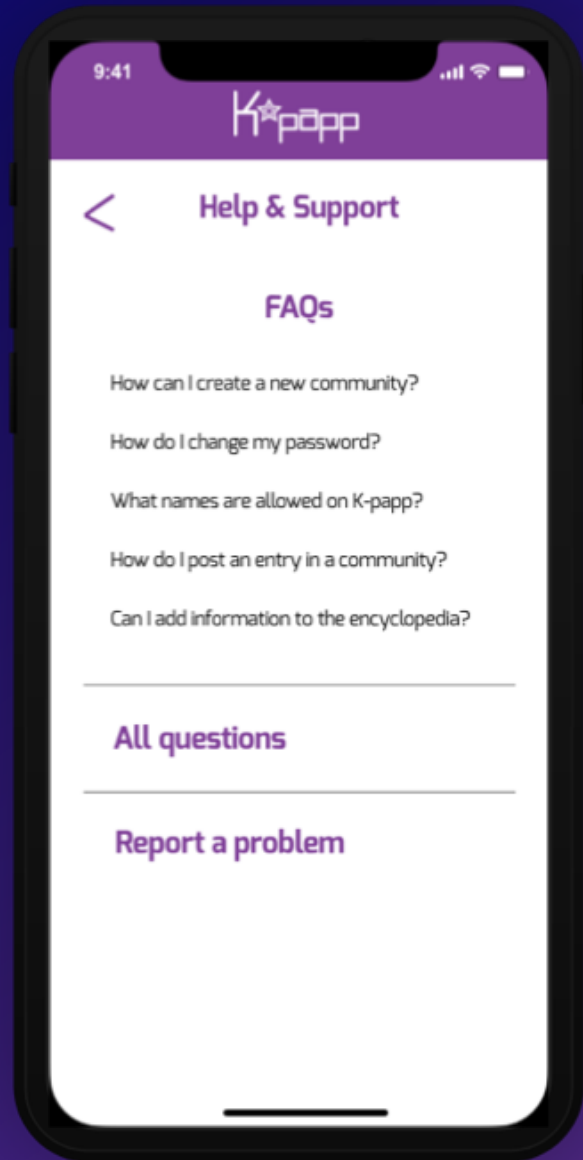 9:41
K☆papp
< Help & Support
FAQs
How can I create a new community?
How do I change my password?
What names are allowed on K-papp?
How do I post an entry in a community?
Can I add information to the encyclopedia?
All questions
Report a problem